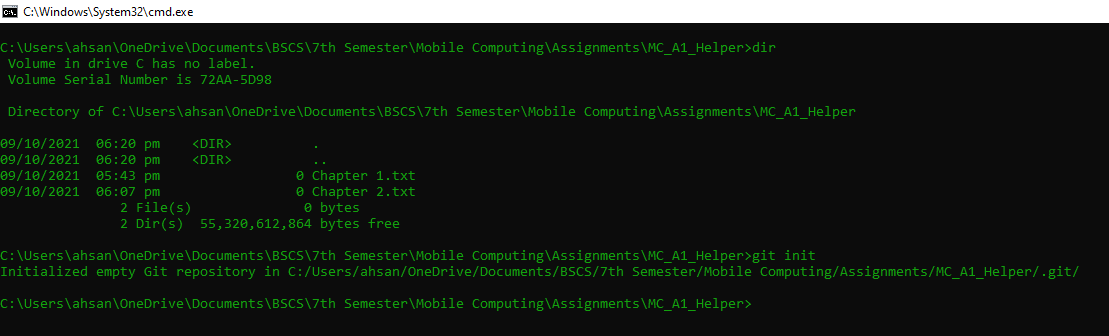 C:\Windows\System32\cmd.exe
C:\Users\ahsan\OneDrive\Documents\BSCS\7th Semester\Mobile Computing\Assignments\MC_A1_Helper>dir
 Volume in drive C has no label.
 Volume Serial Number is 72AA-5D98
 Directory of C:\Users\ahsan\OneDrive\Documents\BSCS\7th Semester\Mobile Computing\Assignments\MC_A1_Helper
09/10/2021  06:20 pm    <DIR>          .
09/10/2021  06:20 pm    <DIR>          ..
09/10/2021  05:43 pm                 0 Chapter 1.txt
09/10/2021  06:07 pm                 0 Chapter 2.txt
               2 File(s)              0 bytes
               2 Dir(s)  55,320,612,864 bytes free
C:\Users\ahsan\OneDrive\Documents\BSCS\7th Semester\Mobile Computing\Assignments\MC_A1_Helper>git init
Initialized empty Git repository in C:/Users/ahsan/OneDrive/Documents/BSCS/7th Semester/Mobile Computing/Assignments/MC_A1_Helper/.git/
C:\Users\ahsan\OneDrive\Documents\BSCS\7th Semester\Mobile Computing\Assignments\MC_A1_Helper>